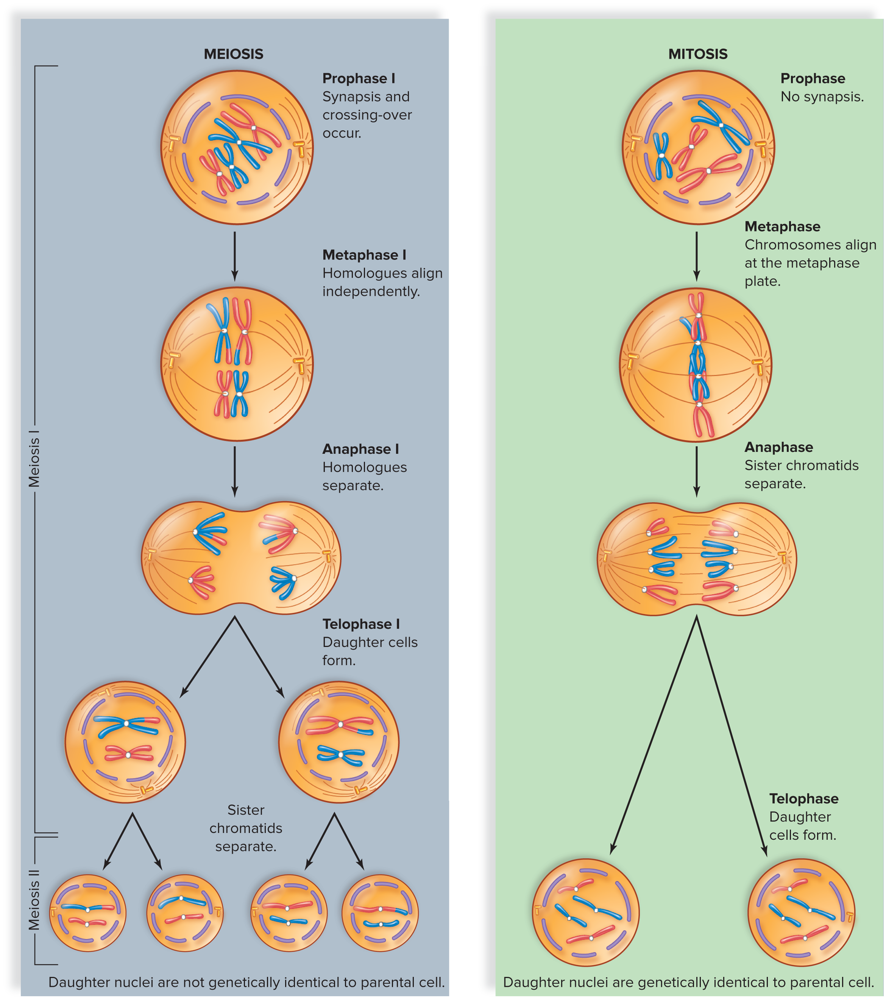 MEIOSIS
Prophase I
Synapsis and
crossing-over
occur.
Metaphase I
Homologues align
independently.
Anaphase I
Homologues
separate.
Telophase I
Daughter cells
form.
Meiosis I
Sister
chromatids
separate.
Meiosis II
Daughter nuclei are not genetically identical to parental cell.
MITOSIS
Prophase
No synapsis.
Metaphase
Chromosomes align
at the metaphase
plate.
Anaphase
Sister chromatids
separate.
Telophase
Daughter
cells form.
Daughter nuclei are genetically identical to parental cell.